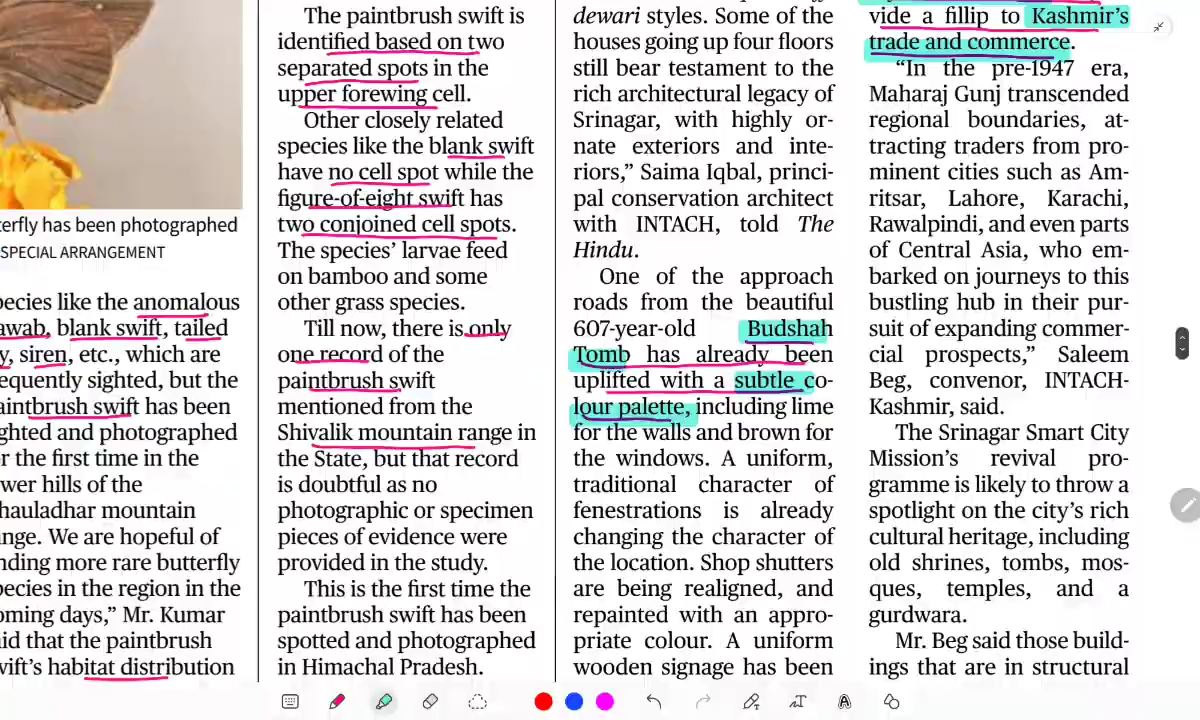 terfly has been photographed
SPECIAL ARRANGEMENT
pecies like the anomalous
awab, blank swift, tailed
y, siren, etc., which are
equently sighted, but the
aintbrush swift has been
ghted and photographed
r the first time in the
wer hills of the
hauladhar mountain
nge. We are hopeful of
nding more rare butterfly
pecies in the region in the
oming days,” Mr. Kumar
id that the paintbrush
wift’s habitat distribution
The paintbrush swift is
identified based on two
separated spots in the
upper forewing cell.
Other closely related
species like the blank swift
have no cell spot while the
figure-of-eight swift has
two conjoined cell spots.
The species’ larvae feed
on bamboo and some
other grass species.
Till now, there is only
one record of the
paintbrush swift
mentioned from the
Shivalik mountain range in
the State, but that record
is doubtful as no
photographic or specimen
pieces of evidence were
provided in the study.
This is the first time the
paintbrush swift has been
spotted and photographed
in Himachal Pradesh.
dewari styles. Some of the
houses going up four floors
still bear testament to the
rich architectural legacy of
Srinagar, with highly or-
nate exteriors and inte-
riors,” Saima Iqbal, princi-
pal conservation architect
with INTACH, told The
Hindu.
One of the approach
roads from the beautiful
607-year-old Budshah
Tomb has already been
uplifted with a subtle co-
lour palette, including lime
for the walls and brown for
the windows. A uniform,
traditional character of
fenestrations is already
changing the character of
the location. Shop shutters
are being realigned, and
repainted with an appro-
priate colour. A uniform
wooden signage has been
vide a fillip to Kashmir’s
trade and commerce.
“In the pre-1947 era,
Maharaj Gunj transcended
regional boundaries, at-
tracting traders from pro-
minent cities such as Am-
ritsar, Lahore, Karachi,
Rawalpindi, and even parts
of Central Asia, who em-
barked on journeys to this
bustling hub in their pur-
suit of expanding commer-
cial prospects,” Saleem
Beg, convenor, INTACH-
Kashmir, said.
The Srinagar Smart City
Mission’s revival pro-
gramme is likely to throw a
spotlight on the city’s rich
cultural heritage, including
old shrines, tombs, mos-
ques, temples, and a
gurdwara.
Mr. Beg said those build-
ings that are in structural